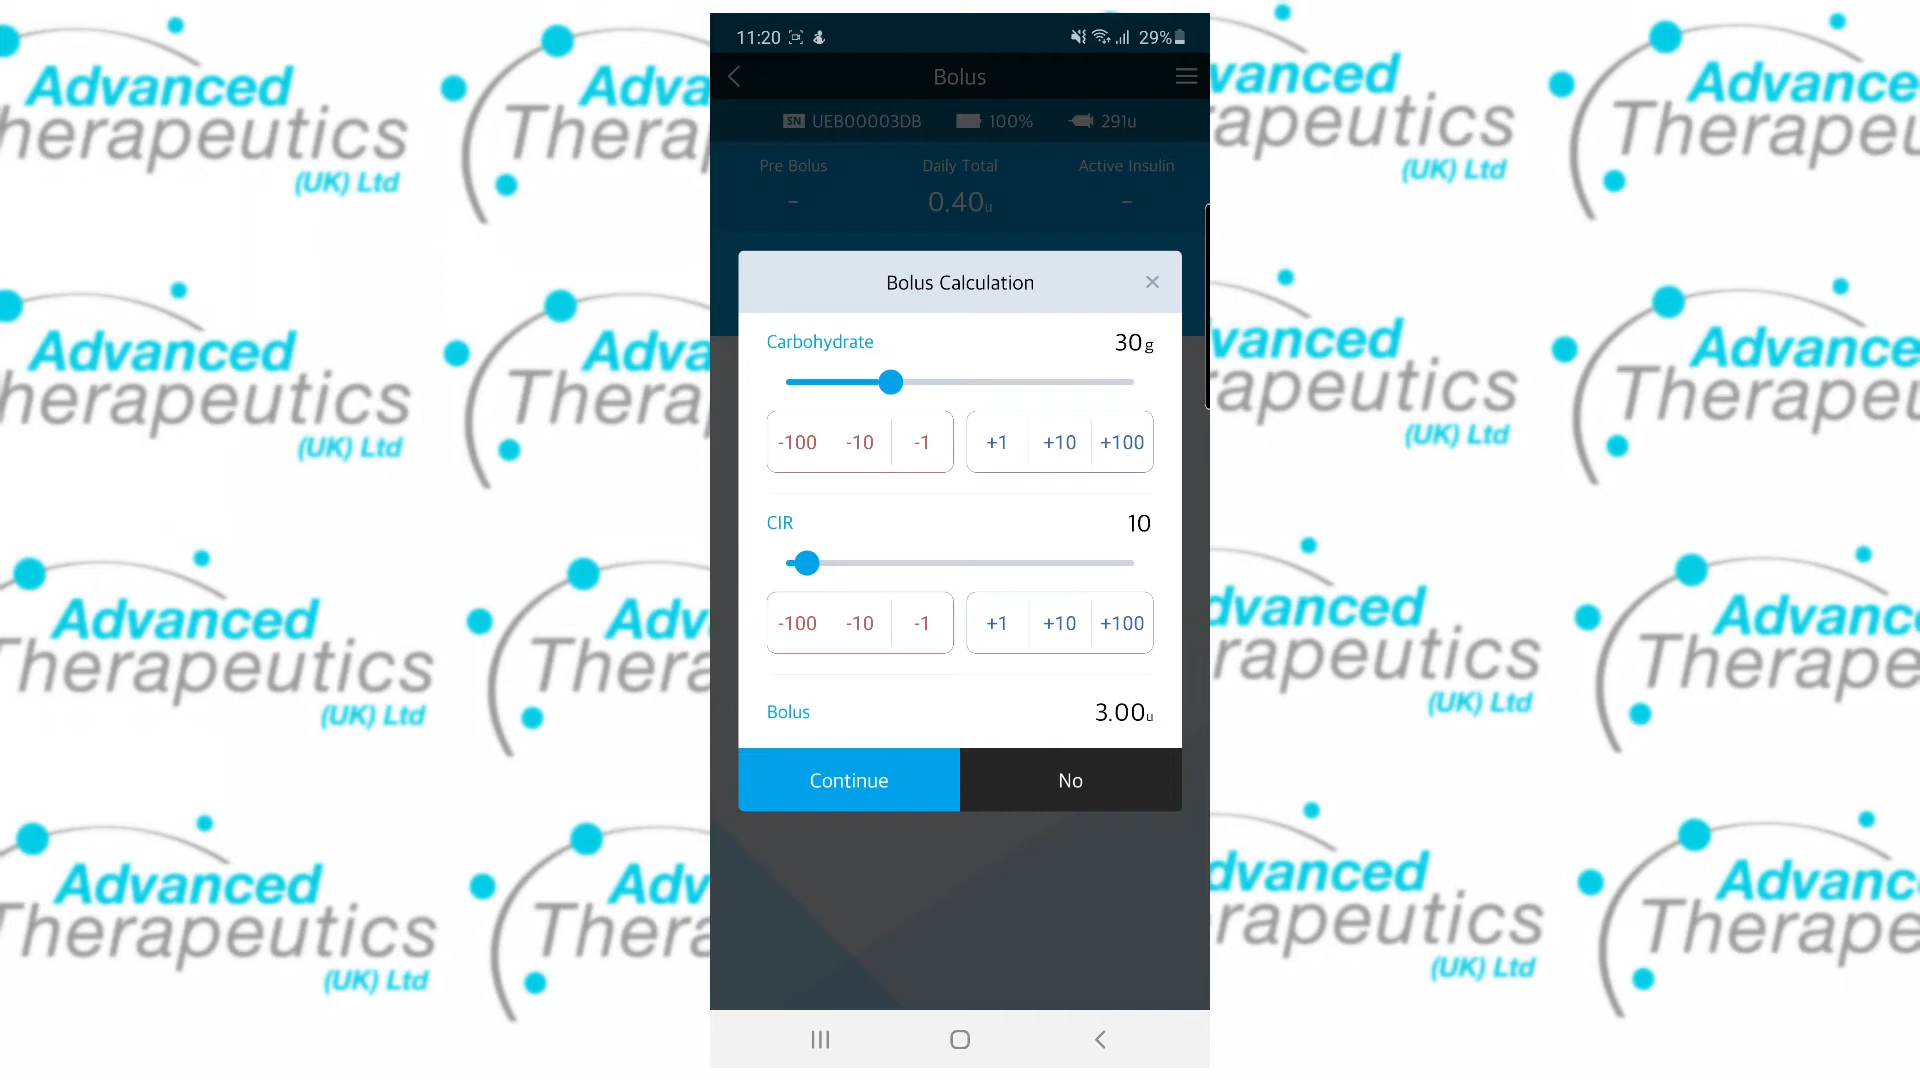 11:20 29%
Bolus
SN UEB00003DB 100% 291u
Pre Bolus Daily Total Active Insulin
- 0.40u -
Bolus Calculation
Carbohydrate 30g
-100 -10 -1 +1 +10 +100
CIR 10
-100 -10 -1 +1 +10 +100
Bolus 3.00u
Continue No
Advanced
Therapeutics
(UK) Ltd